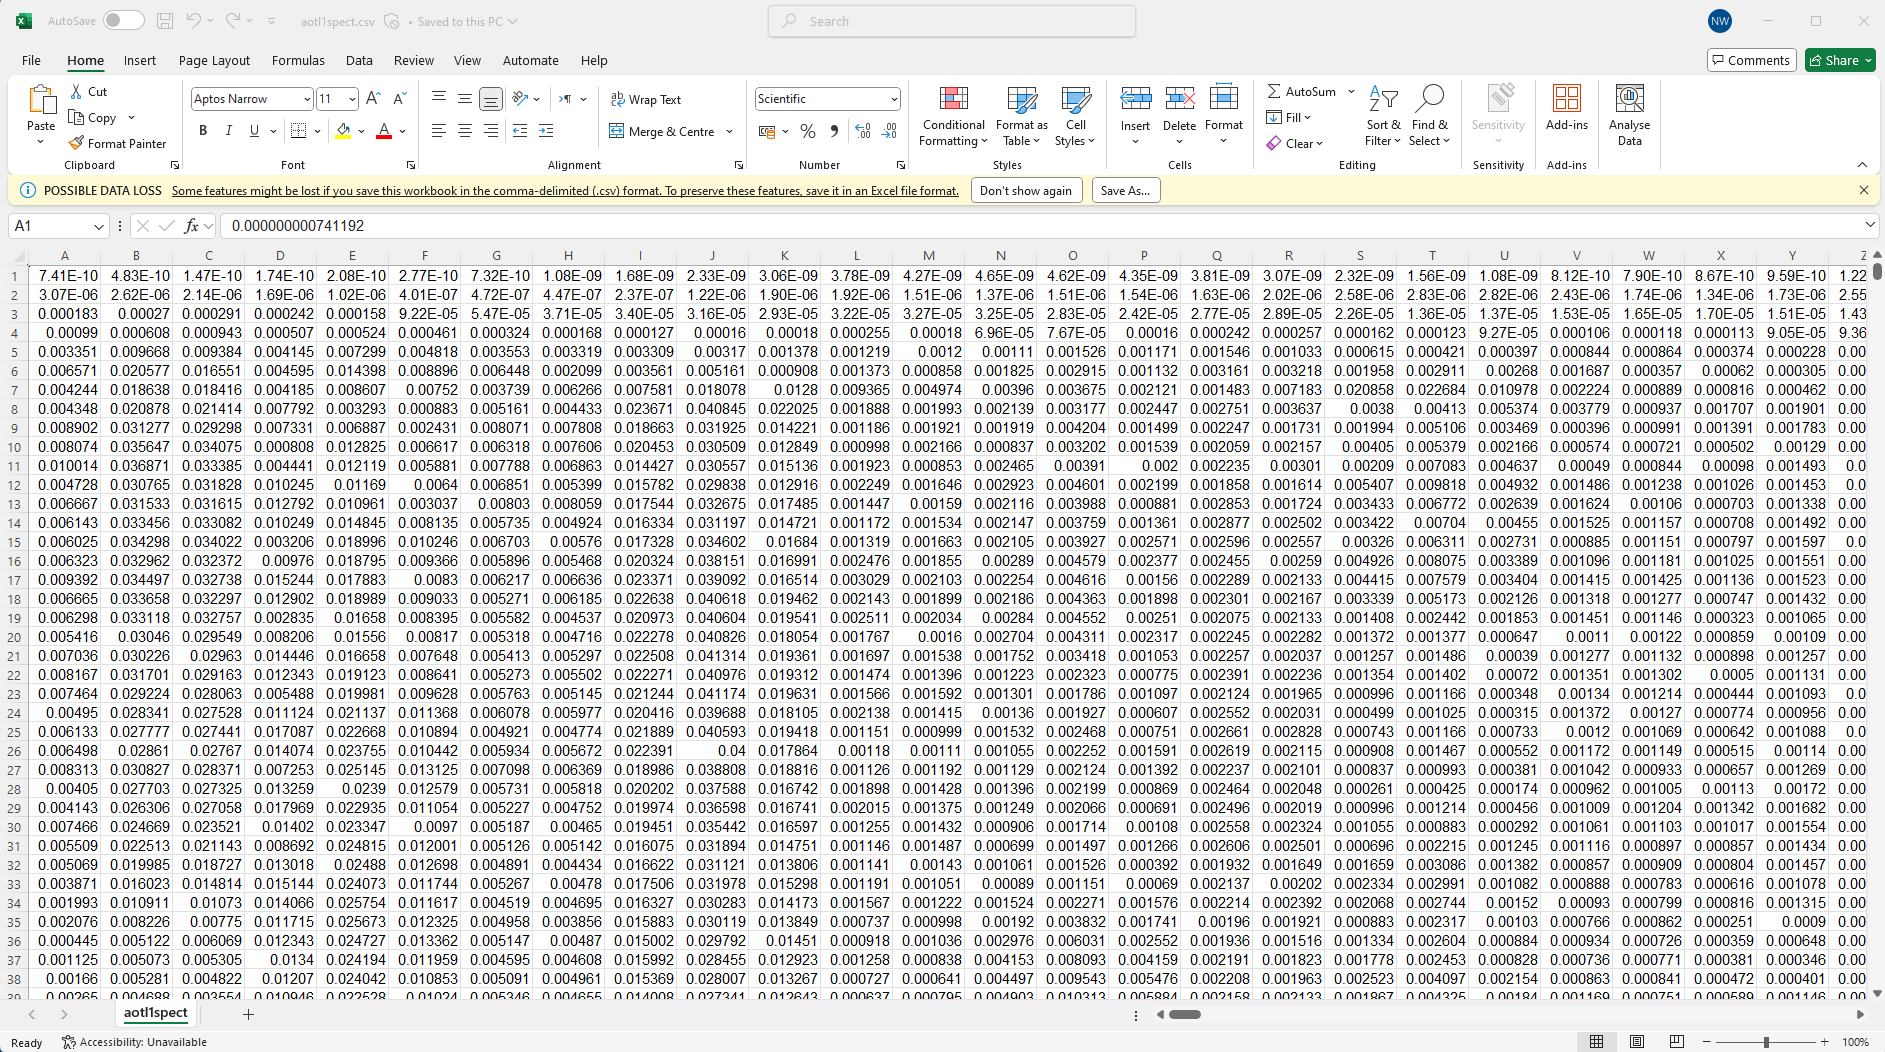 AutoSave
aotl1spect.csv • Saved to this PC
Search
NW
File Home Insert Page Layout Formulas Data Review View Automate Help
Comments Share
Paste Cut Copy Format Painter Clipboard
Aptos Narrow 11 B I U A Font
Wrap Text Merge & Centre Alignment
Scientific % Number
Conditional Formatting Format as Table Cell Styles Styles
Insert Delete Format Cells
AutoSum Fill Clear Sort & Filter Find & Select Editing
Sensitivity Sensitivity
Add-ins Add-ins
Analyse Data
POSSIBLE DATA LOSS Some features might be lost if you save this workbook in the comma-delimited (.csv) format. To preserve these features, save it in an Excel file format. Don't show again Save As...
A1 fx 0.000000000741192
A B C D E F G H I J K L M N O P Q R S T U V W X Y Z
1 7.41E-10 4.83E-10 1.47E-10 1.74E-10 2.08E-10 2.77E-10 7.32E-10 1.08E-09 1.68E-09 2.33E-09 3.06E-09 3.78E-09 4.27E-09 4.65E-09 4.62E-09 4.35E-09 3.81E-09 3.07E-09 2.32E-09 1.56E-09 1.08E-09 8.12E-10 7.90E-10 8.67E-10 9.59E-10 1.22
2 3.07E-06 2.62E-06 2.14E-06 1.69E-06 1.02E-06 4.01E-07 4.72E-07 4.47E-07 2.37E-07 1.22E-06 1.90E-06 1.92E-06 1.51E-06 1.37E-06 1.51E-06 1.54E-06 1.63E-06 2.02E-06 2.58E-06 2.83E-06 2.82E-06 2.43E-06 1.74E-06 1.34E-06 1.73E-06 2.55
3 0.000183 0.00027 0.000291 0.000242 0.000158 9.22E-05 5.47E-05 3.71E-05 3.40E-05 3.16E-05 2.93E-05 3.22E-05 3.27E-05 3.25E-05 2.83E-05 2.42E-05 2.77E-05 2.89E-05 2.26E-05 1.36E-05 1.37E-05 1.53E-05 1.65E-05 1.70E-05 1.51E-05 1.43
4 0.00099 0.000608 0.000943 0.000507 0.000524 0.000461 0.000324 0.000168 0.000127 0.00016 0.00018 0.000255 0.00018 6.96E-05 7.67E-05 0.00016 0.000242 0.000257 0.000162 0.000123 9.27E-05 0.000106 0.000118 0.000113 9.05E-05 9.36
5 0.003351 0.009668 0.009384 0.004145 0.007299 0.004818 0.003553 0.003319 0.003309 0.00317 0.001378 0.001219 0.0012 0.00111 0.001526 0.001171 0.001546 0.001033 0.000615 0.000421 0.000397 0.000844 0.000864 0.000374 0.000228 0.00
6 0.006571 0.020577 0.016551 0.004595 0.014398 0.008896 0.006448 0.002099 0.003561 0.005161 0.000908 0.001373 0.000858 0.001825 0.002915 0.001132 0.003161 0.003218 0.001958 0.002911 0.00268 0.001687 0.000357 0.00062 0.000305 0.00
7 0.004244 0.018638 0.018416 0.004185 0.008607 0.00752 0.003739 0.006266 0.007581 0.018078 0.0128 0.009365 0.004974 0.00396 0.003675 0.002121 0.001483 0.007183 0.020858 0.022684 0.010978 0.002224 0.000889 0.000816 0.000462 0.00
8 0.004348 0.020878 0.021414 0.007792 0.003293 0.000883 0.005161 0.004433 0.023671 0.040845 0.022025 0.001888 0.001993 0.002139 0.003177 0.002447 0.002751 0.003637 0.0038 0.00413 0.005374 0.003779 0.000937 0.001707 0.001901 0.00
9 0.008902 0.031277 0.029298 0.007331 0.006887 0.002431 0.008071 0.007808 0.018663 0.031925 0.014221 0.001186 0.001921 0.001919 0.004204 0.001499 0.002247 0.001731 0.001994 0.005106 0.003469 0.000396 0.000991 0.001391 0.001783 0.00
10 0.008074 0.035647 0.034075 0.000808 0.012825 0.006617 0.006318 0.007606 0.020453 0.030509 0.012849 0.000998 0.002166 0.000837 0.003202 0.001539 0.002059 0.002157 0.00405 0.005379 0.002166 0.000574 0.000721 0.000502 0.00129 0.00
11 0.010014 0.036871 0.033385 0.004441 0.012119 0.005881 0.007788 0.006863 0.014427 0.030557 0.015136 0.001923 0.000853 0.002465 0.00391 0.002 0.002235 0.00301 0.00209 0.007083 0.004637 0.00049 0.000844 0.00098 0.001493 0.0
12 0.004728 0.030765 0.031828 0.010245 0.01169 0.0064 0.006851 0.005399 0.015782 0.029838 0.012916 0.002249 0.001646 0.002923 0.004601 0.002199 0.001858 0.001614 0.005407 0.009818 0.004932 0.001486 0.001238 0.001026 0.001453 0.0
13 0.006667 0.031533 0.031615 0.012792 0.010961 0.003037 0.00803 0.008059 0.017544 0.032675 0.017485 0.001447 0.00159 0.002116 0.003988 0.000881 0.002853 0.001724 0.003433 0.006772 0.002639 0.001624 0.00106 0.000703 0.001338 0.00
14 0.006143 0.033456 0.033082 0.010249 0.014845 0.008135 0.005735 0.004924 0.016334 0.031197 0.014721 0.001172 0.001534 0.002147 0.003759 0.001361 0.002877 0.002502 0.003422 0.00704 0.00455 0.001525 0.001157 0.000708 0.001492 0.00
15 0.006025 0.034298 0.034022 0.003206 0.018996 0.010246 0.006703 0.00576 0.017328 0.034602 0.01684 0.001319 0.001663 0.002105 0.003927 0.002571 0.002596 0.002557 0.00326 0.006311 0.002731 0.000885 0.001151 0.000797 0.001597 0.0
16 0.006323 0.032962 0.032372 0.00976 0.018795 0.009366 0.005896 0.005468 0.020324 0.038151 0.016991 0.002476 0.001855 0.00289 0.004579 0.002377 0.002455 0.00259 0.004926 0.008075 0.003389 0.001096 0.001181 0.001025 0.001551 0.00
17 0.009392 0.034497 0.032738 0.015244 0.017883 0.0083 0.006217 0.006636 0.023371 0.039092 0.016514 0.003029 0.002103 0.002254 0.004616 0.00156 0.002289 0.002133 0.004415 0.007579 0.003404 0.001415 0.001425 0.001136 0.001523 0.00
18 0.006665 0.033658 0.032297 0.012902 0.018989 0.009033 0.005271 0.006185 0.022638 0.040618 0.019462 0.002143 0.001899 0.002186 0.004363 0.001898 0.002301 0.002167 0.003339 0.005173 0.002126 0.001318 0.001277 0.000747 0.001432 0.00
19 0.006298 0.033118 0.032757 0.002835 0.01658 0.008395 0.005582 0.004537 0.020973 0.040604 0.019541 0.002511 0.002034 0.00284 0.004552 0.00251 0.002075 0.002133 0.001408 0.002442 0.001853 0.001451 0.001146 0.000323 0.001065 0.00
20 0.005416 0.03046 0.029549 0.008206 0.01556 0.00817 0.005318 0.004716 0.022278 0.040826 0.018054 0.001767 0.0016 0.002704 0.004311 0.002317 0.002245 0.002282 0.001372 0.001377 0.000647 0.0011 0.00122 0.000859 0.00109 0.00
21 0.007036 0.030226 0.02963 0.014446 0.016658 0.007648 0.005413 0.005297 0.022508 0.041314 0.019361 0.001697 0.001538 0.001752 0.003418 0.001053 0.002257 0.002037 0.001257 0.001486 0.00039 0.001277 0.001132 0.000898 0.001257 0.00
22 0.008167 0.031701 0.029163 0.012343 0.019123 0.008641 0.005273 0.005502 0.022271 0.040976 0.019312 0.001474 0.001396 0.001223 0.002323 0.000775 0.002391 0.002236 0.001354 0.001402 0.00072 0.001351 0.001302 0.0005 0.001131 0.00
23 0.007464 0.029224 0.028063 0.005488 0.019981 0.009628 0.005763 0.005145 0.021244 0.041174 0.019631 0.001566 0.001592 0.001301 0.001786 0.001097 0.002124 0.001965 0.000996 0.001166 0.000348 0.00134 0.001214 0.000444 0.001093 0.0
24 0.00495 0.028341 0.027528 0.011124 0.021137 0.011368 0.006078 0.005977 0.020416 0.039688 0.018105 0.002138 0.001415 0.00136 0.001927 0.000607 0.002552 0.002031 0.000499 0.001025 0.000315 0.001372 0.00127 0.000774 0.000956 0.00
25 0.006133 0.027777 0.027441 0.017087 0.022668 0.010894 0.004921 0.004774 0.021889 0.040593 0.019418 0.001151 0.000999 0.001532 0.002468 0.000751 0.002661 0.002828 0.000743 0.001166 0.000733 0.0012 0.001069 0.000642 0.001088 0.0
26 0.006498 0.02861 0.02767 0.014074 0.023755 0.010442 0.005934 0.005672 0.022391 0.04 0.017864 0.00118 0.00111 0.001055 0.002252 0.001591 0.002619 0.002115 0.000908 0.001467 0.000552 0.001172 0.001149 0.000515 0.00114 0.00
27 0.008313 0.030827 0.028371 0.007253 0.025145 0.013125 0.007098 0.006369 0.018986 0.038808 0.018816 0.001126 0.001192 0.001129 0.002124 0.001392 0.002237 0.002101 0.000837 0.000993 0.000381 0.001042 0.000933 0.000657 0.001269 0.00
28 0.00405 0.027703 0.027325 0.013259 0.0239 0.012579 0.005731 0.005818 0.020202 0.037588 0.016742 0.001898 0.001428 0.001396 0.002199 0.000869 0.002464 0.002048 0.000261 0.000425 0.000174 0.000962 0.001005 0.00113 0.00172 0.00
29 0.004143 0.026306 0.027058 0.017969 0.022935 0.011054 0.005227 0.004752 0.019974 0.036598 0.016741 0.002015 0.001375 0.001249 0.002066 0.000691 0.002496 0.002019 0.000996 0.001214 0.000456 0.001009 0.001204 0.001342 0.001682 0.00
30 0.007466 0.024669 0.023521 0.01402 0.023347 0.0097 0.005187 0.00465 0.019451 0.035442 0.016597 0.001255 0.001432 0.000906 0.001714 0.00108 0.002558 0.002324 0.001055 0.000883 0.000292 0.001061 0.001103 0.001017 0.001554 0.00
31 0.005509 0.022513 0.021143 0.008692 0.024815 0.012001 0.005126 0.005142 0.016075 0.031894 0.014751 0.001146 0.001487 0.000699 0.001497 0.001266 0.002606 0.002501 0.000696 0.002215 0.001245 0.001116 0.000897 0.000857 0.001434 0.00
32 0.005069 0.019985 0.018727 0.013018 0.02488 0.012698 0.004891 0.004434 0.016622 0.031121 0.013806 0.001141 0.00143 0.001061 0.001526 0.000392 0.001932 0.001649 0.001659 0.003086 0.001382 0.000857 0.000909 0.000804 0.001457 0.00
33 0.003871 0.016023 0.014814 0.015144 0.024073 0.011744 0.005267 0.00478 0.017506 0.031978 0.015298 0.001191 0.001051 0.00089 0.001151 0.00069 0.002137 0.00202 0.002334 0.002991 0.001082 0.000888 0.000783 0.000616 0.001078 0.00
34 0.001993 0.010911 0.01073 0.014066 0.025754 0.011617 0.004519 0.004695 0.016327 0.030283 0.014173 0.001567 0.001222 0.001524 0.002271 0.001576 0.002214 0.002392 0.002068 0.002744 0.00152 0.00093 0.000799 0.000816 0.001315 0.00
35 0.002076 0.008226 0.00775 0.011715 0.025673 0.012325 0.004958 0.003856 0.015883 0.030119 0.013849 0.000737 0.000998 0.00192 0.003832 0.001741 0.00196 0.001921 0.000883 0.002317 0.00103 0.000766 0.000862 0.000251 0.0009 0.00
36 0.000445 0.005122 0.006069 0.012343 0.024727 0.013362 0.005147 0.00487 0.015002 0.029792 0.01451 0.000918 0.001036 0.002976 0.006031 0.002552 0.001936 0.001516 0.001334 0.002604 0.000884 0.000934 0.000726 0.000359 0.000648 0.00
37 0.001125 0.005073 0.005305 0.0134 0.024194 0.011959 0.004595 0.004608 0.015992 0.028455 0.012923 0.001258 0.000838 0.004153 0.008093 0.004159 0.002191 0.001823 0.001778 0.002453 0.000828 0.000736 0.000771 0.000381 0.000346 0.00
38 0.00166 0.005281 0.004822 0.01207 0.024042 0.010853 0.005091 0.004961 0.015369 0.028007 0.013267 0.000727 0.000641 0.004497 0.009543 0.005476 0.002208 0.001963 0.002523 0.004097 0.002154 0.000863 0.000841 0.000472 0.000401 0.00
aotl1spect
Ready Accessibility: Unavailable 100%